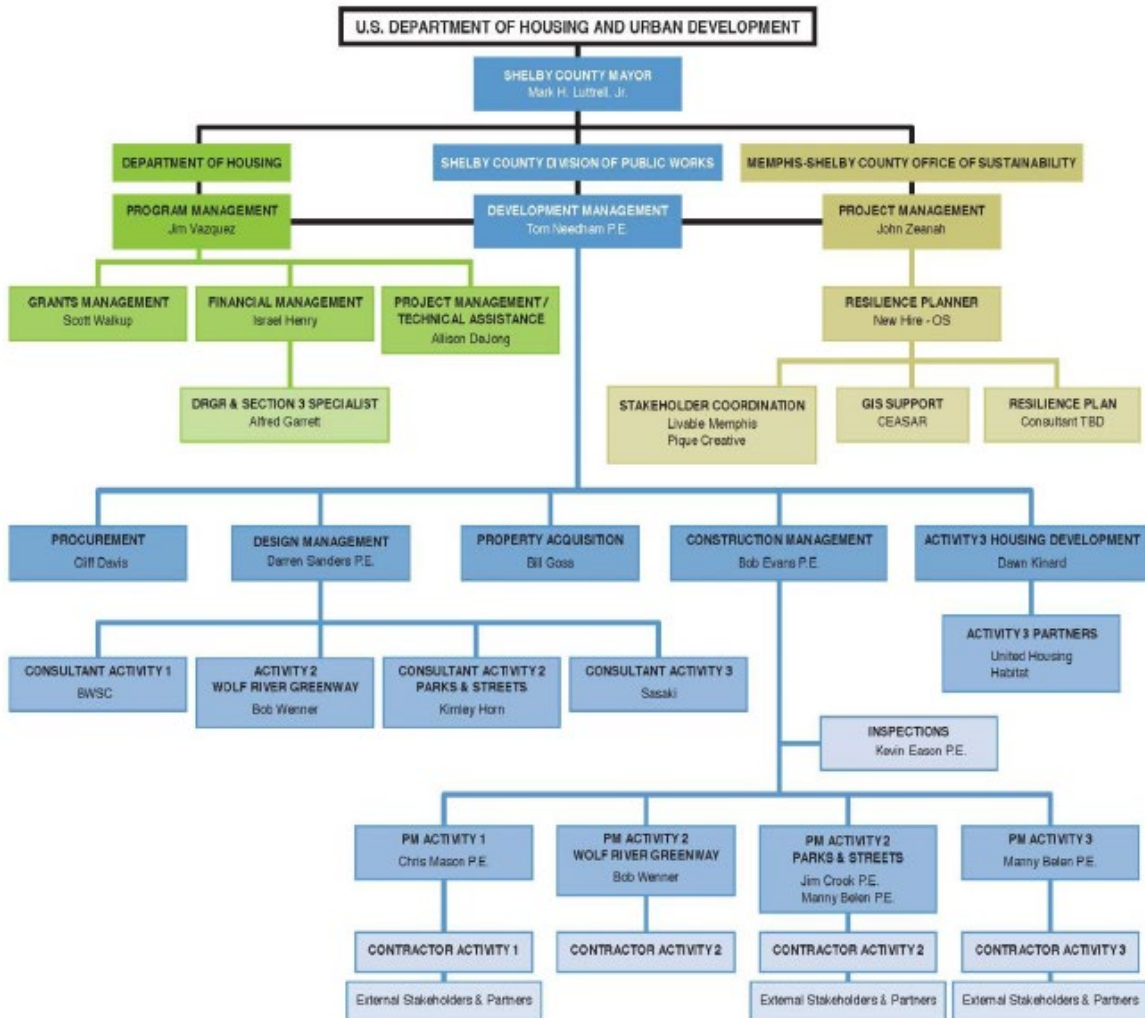 U.S. DEPARTMENT OF HOUSING AND URBAN DEVELOPMENT
SHELBY COUNTY MAYOR
Mark H. Luttrell, Jr.
DEPARTMENT OF HOUSING
SHELBY COUNTY DIVISION OF PUBLIC WORKS
MEMPHIS-SHELBY COUNTY OFFICE OF SUSTAINABILITY
PROGRAM MANAGEMENT
Jim Vazquez
DEVELOPMENT MANAGEMENT
Tom Needham P.E.
PROJECT MANAGEMENT
John Zeanah
GRANTS MANAGEMENT
Scott Walkup
FINANCIAL MANAGEMENT
Israel Henry
PROJECT MANAGEMENT /
TECHNICAL ASSISTANCE
Allison DeJong
RESILIENCE PLANNER
New Hire - OS
DRGR & SECTION 3 SPECIALIST
Alfred Garrett
STAKEHOLDER COORDINATION
Livable Memphis
Pique Creative
GIS SUPPORT
CEASAR
RESILIENCE PLAN
Consultant TBD
PROCUREMENT
Cliff Davis
DESIGN MANAGEMENT
Darren Sanders P.E.
PROPERTY ACQUISITION
Bill Goss
CONSTRUCTION MANAGEMENT
Bob Evans P.E.
ACTIVITY 3 HOUSING DEVELOPMENT
Dawn Kinard
CONSULTANT ACTIVITY 1
BWSC
ACTIVITY 2
WOLF RIVER GREENWAY
Bob Wenner
CONSULTANT ACTIVITY 2
PARKS & STREETS
Kimley Horn
CONSULTANT ACTIVITY 3
Sasaki
ACTIVITY 3 PARTNERS
United Housing
Habitat
INSPECTIONS
Kevin Eason P.E.
PM ACTIVITY 1
Chris Mason P.E.
PM ACTIVITY 2
WOLF RIVER GREENWAY
Bob Wenner
PM ACTIVITY 2
PARKS & STREETS
Jim Crook P.E.
Manny Belen P.E.
PM ACTIVITY 3
Manny Belen P.E.
CONTRACTOR ACTIVITY 1
CONTRACTOR ACTIVITY 2
CONTRACTOR ACTIVITY 2
CONTRACTOR ACTIVITY 3
External Stakeholders & Partners
External Stakeholders & Partners
External Stakeholders & Partners